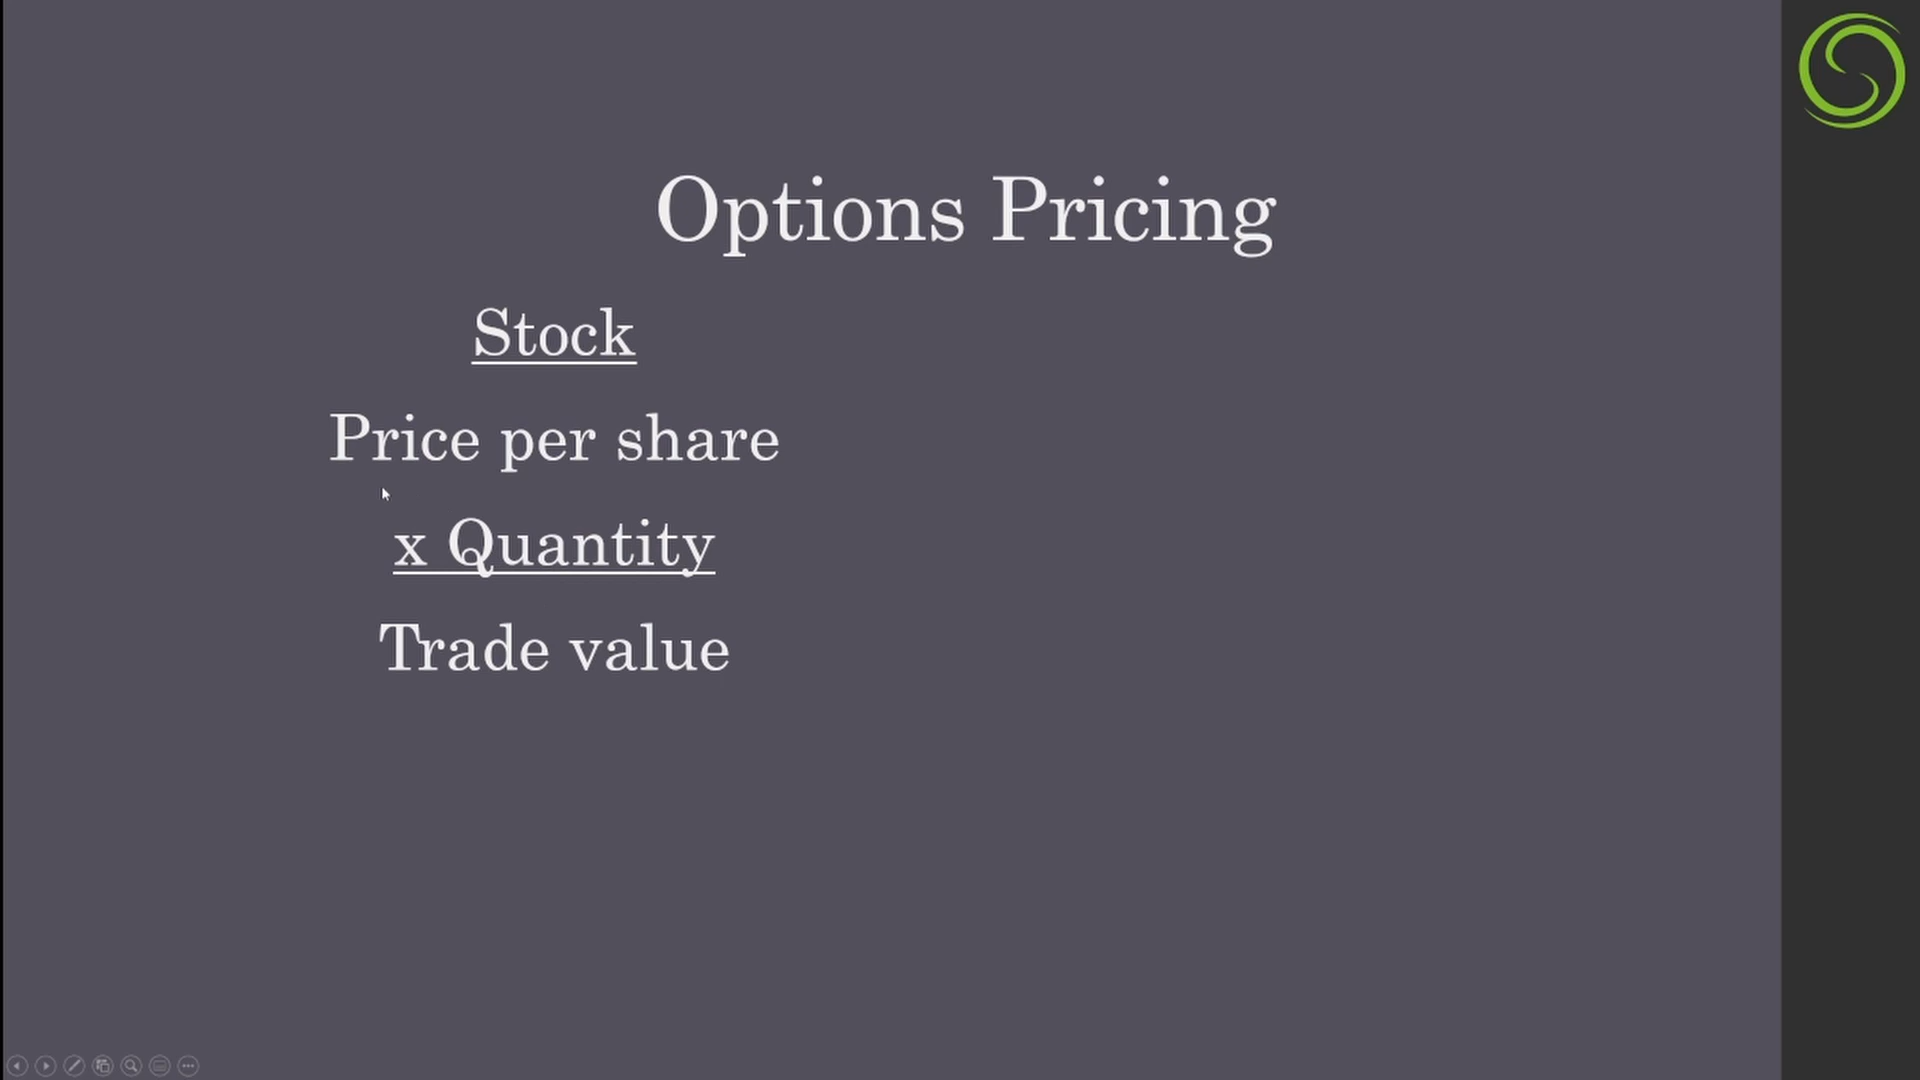 Options Pricing
Stock
Price per share
x Quantity
Trade value